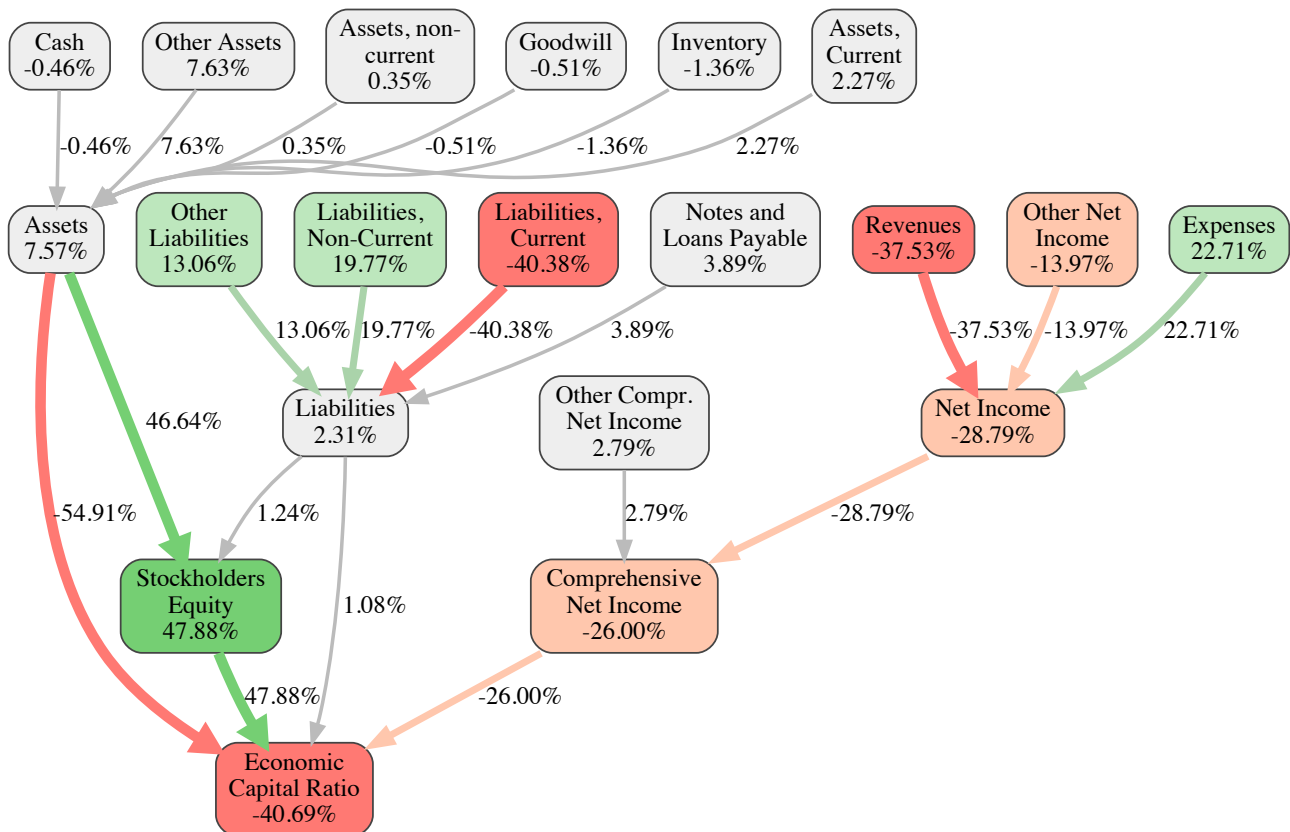 Cash
-0.46%
Other Assets
7.63%
Assets, non-
current
0.35%
Goodwill
-0.51%
Inventory
-1.36%
Assets,
Current
2.27%
-0.46%
7.63%
0.35%
-0.51%
-1.36%
2.27%
Assets
7.57%
Other
Liabilities
13.06%
Liabilities,
Non-Current
19.77%
Liabilities,
Current
-40.38%
Notes and
Loans Payable
3.89%
Revenues
-37.53%
Other Net
Income
-13.97%
Expenses
22.71%
13.06%
19.77%
-40.38%
3.89%
-37.53%
-13.97%
22.71%
46.64%
Liabilities
2.31%
Other Compr.
Net Income
2.79%
Net Income
-28.79%
-54.91%
1.24%
2.79%
-28.79%
Stockholders
Equity
47.88%
1.08%
Comprehensive
Net Income
-26.00%
47.88%
-26.00%
Economic
Capital Ratio
-40.69%